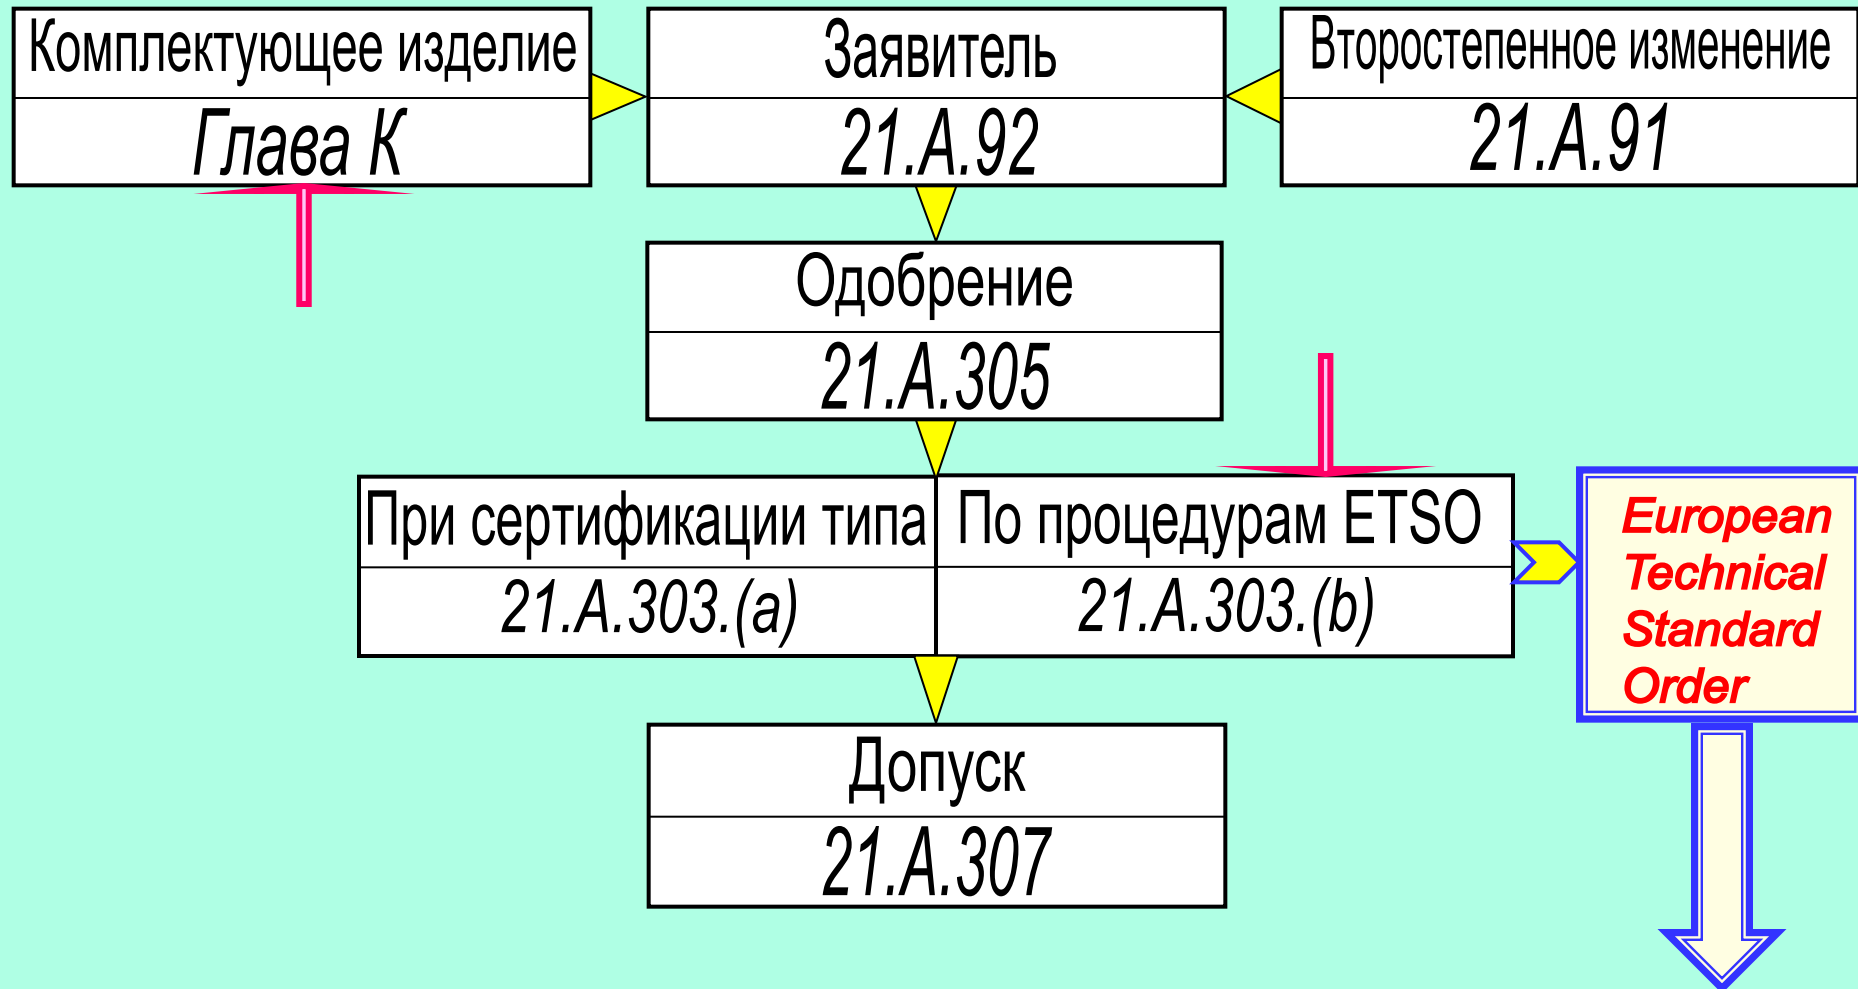 Комплектующее изделие
Глава К
Заявитель
21.A.92
Второстепенное изменение
21.A.91
Одобрение
21.A.305
При сертификации типа
21.A.303.(a)
По процедурам ETSO
21.A.303.(b)
European
Technical
Standard
Order
Допуск
21.A.307